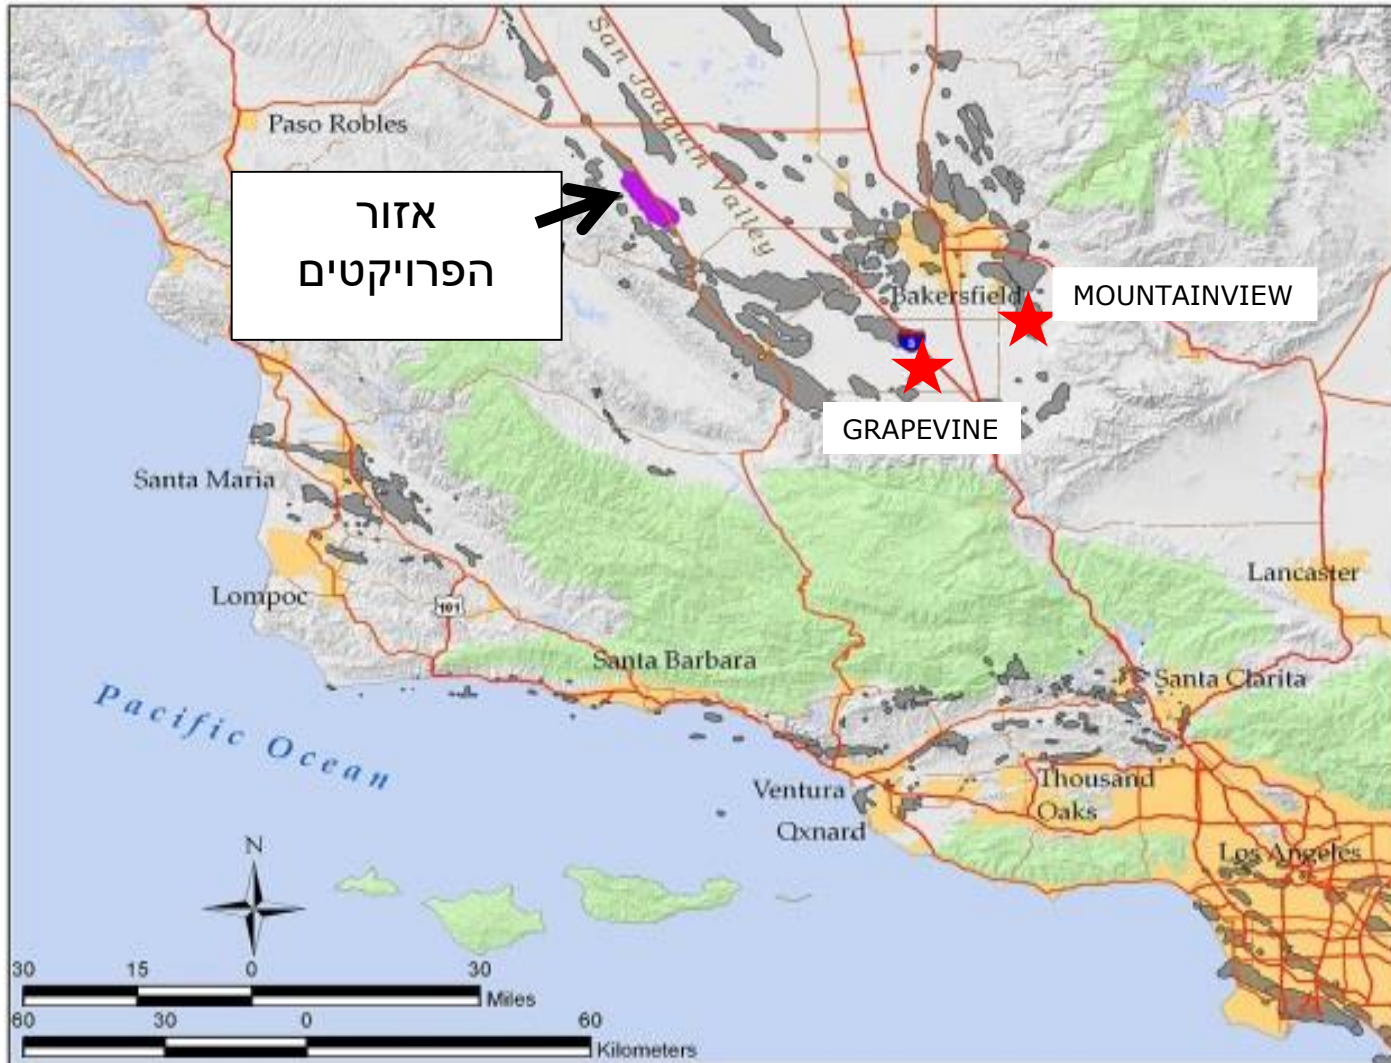 San Joaquin Valley
Paso Robles
אזור
הפרויקטים
Bakersfield
MOUNTAINVIEW
5
GRAPEVINE
Santa Maria
Lompoc
101
Lancaster
Santa Barbara
Santa Clarita
Pacific Ocean
Ventura
Thousand
Oaks
Oxnard
Los Angeles
N
30 15 0 30
Miles
60 30 0 60
Kilometers